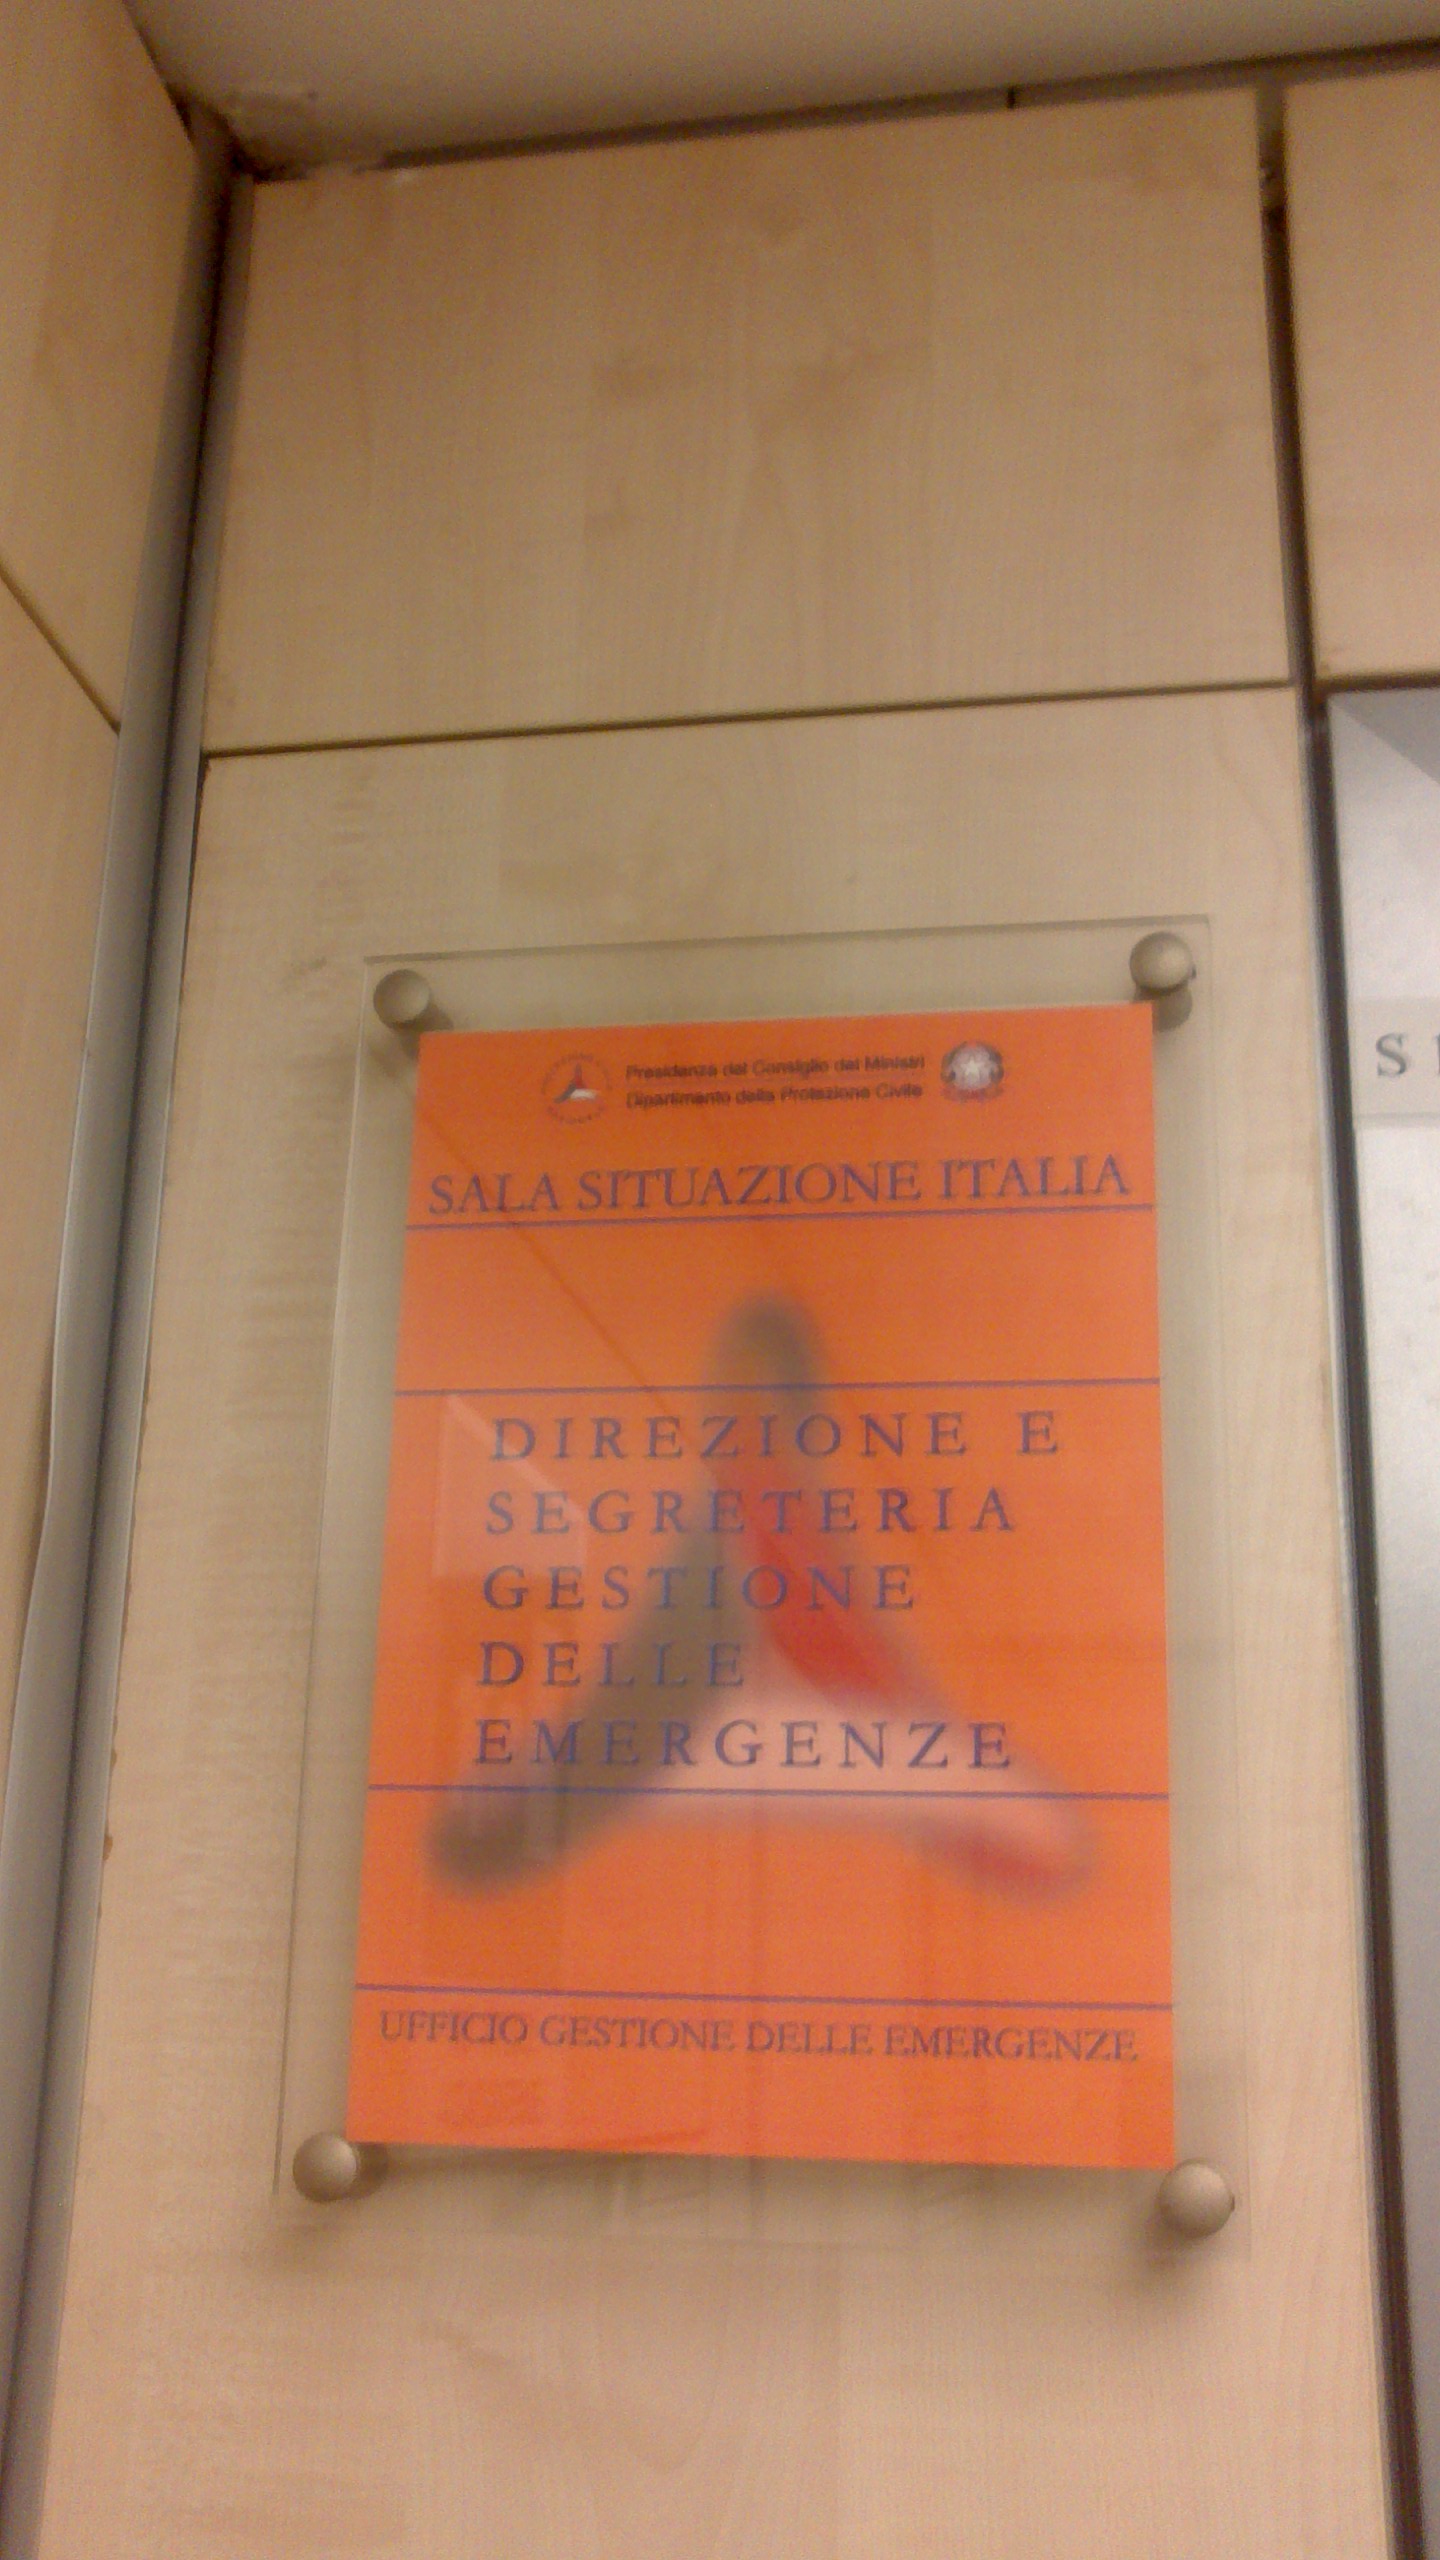 Presidenza del Consiglio dei Ministri
Dipartimento della Protezione Civile
SALA SITUAZIONE ITALIA
DIREZIONE E
SEGRETERIA
GESTIONE
DELLE
EMERGENZE
UFFICIO GESTIONE DELLE EMERGENZE
S